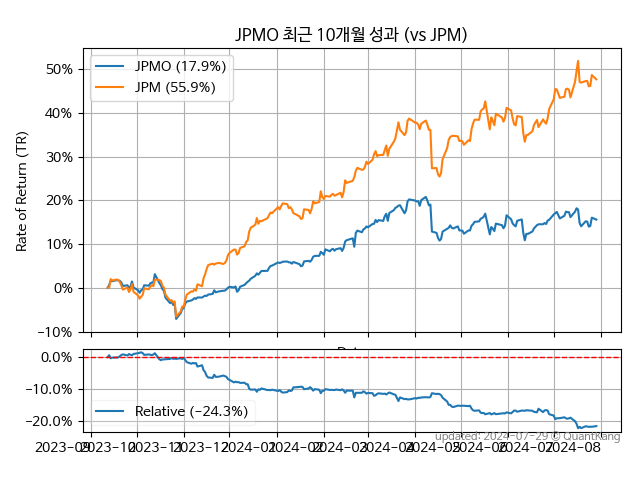 JPMO 최근 10개월 성과 (vs JPM)
JPMO (17.9%)
JPM (55.9%)
Rate of Return (TR)
50%
40%
30%
20%
10%
0%
−10%
0.0%
−10.0%
−20.0%
Relative (−24.3%)
updated: 2024-07-29 © QuantKang
2023-09 2023-10 2023-11 2023-12 2024-01 2024-02 2024-03 2024-04 2024-05 2024-06 2024-07 2024-08